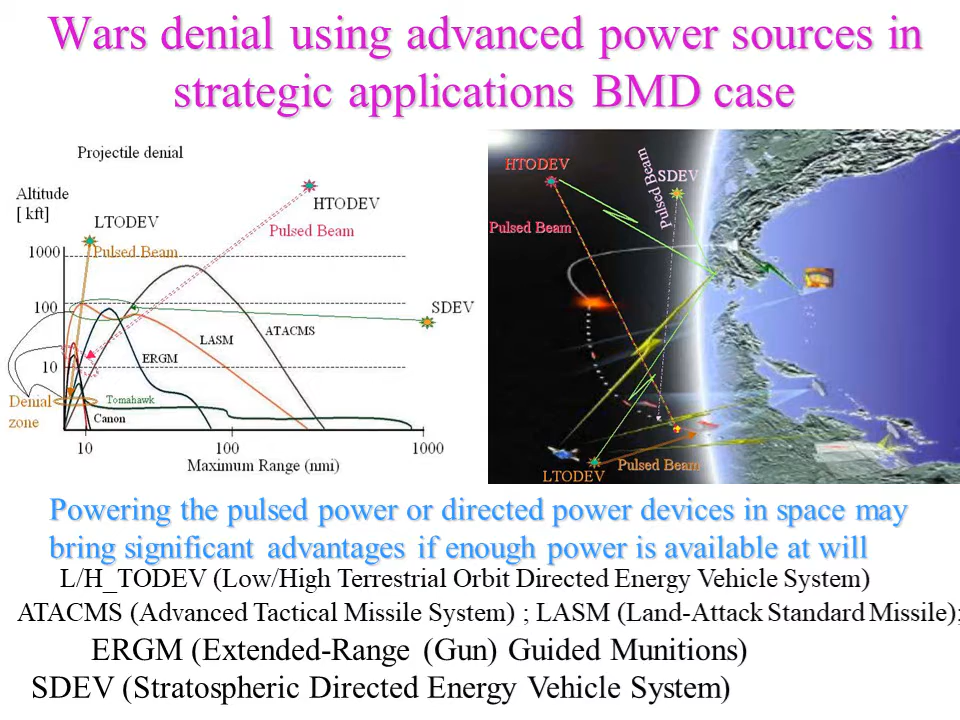 Wars denial using advanced power sources in
strategic applications BMD case
Projectile denial
Altitude
[ kft]
LTODEV
Pulsed Beam
HTODEV
Pulsed Beam
1000
100
SDEV
ATACMS
LASM
ERGM
10
Tomahawk
Denial
zone
Canon
10
100
1000
Maximum Range (nmi)
HTODEV
Pulsed Beam
SDEV
Pulsed Beam
LTODEV
Pulsed Beam
Powering the pulsed power or directed power devices in space may
bring significant advantages if enough power is available at will
L/H_TODEV (Low/High Terrestrial Orbit Directed Energy Vehicle System)
ATACMS (Advanced Tactical Missile System) ; LASM (Land-Attack Standard Missile);
ERGM (Extended-Range (Gun) Guided Munitions)
SDEV (Stratospheric Directed Energy Vehicle System)